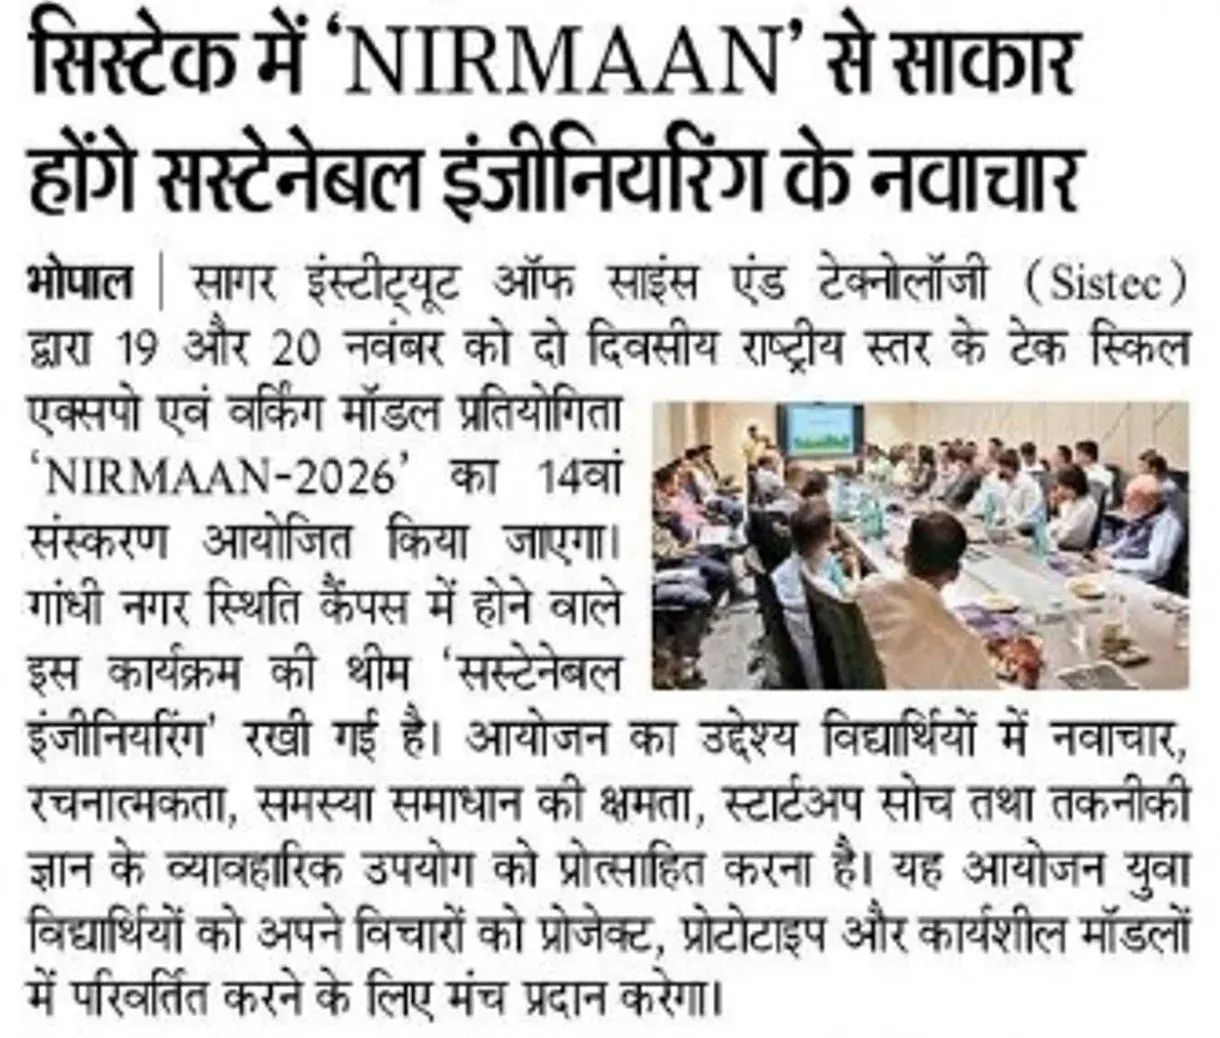 सिस्टेक में ‘NIRMAAN’ से साकार
होंगे सस्टेनेबल इंजीनियरिंग के नवाचार
भोपाल | सागर इंस्टीट्यूट ऑफ साइंस एंड टेक्नोलॉजी (Sistec)
द्वारा 19 और 20 नवंबर को दो दिवसीय राष्ट्रीय स्तर के टेक स्किल
एक्सपो एवं वर्किंग मॉडल प्रतियोगिता
‘NIRMAAN-2026’ का 14वां
संस्करण आयोजित किया जाएगा।
गांधी नगर स्थिति कैंपस में होने वाले
इस कार्यक्रम की थीम ‘सस्टेनेबल
इंजीनियरिंग’ रखी गई है। आयोजन का उद्देश्य विद्यार्थियों में नवाचार,
रचनात्मकता, समस्या समाधान की क्षमता, स्टार्टअप सोच तथा तकनीकी
ज्ञान के व्यावहारिक उपयोग को प्रोत्साहित करना है। यह आयोजन युवा
विद्यार्थियों को अपने विचारों को प्रोजेक्ट, प्रोटोटाइप और कार्यशील मॉडलों
में परिवर्तित करने के लिए मंच प्रदान करेगा।